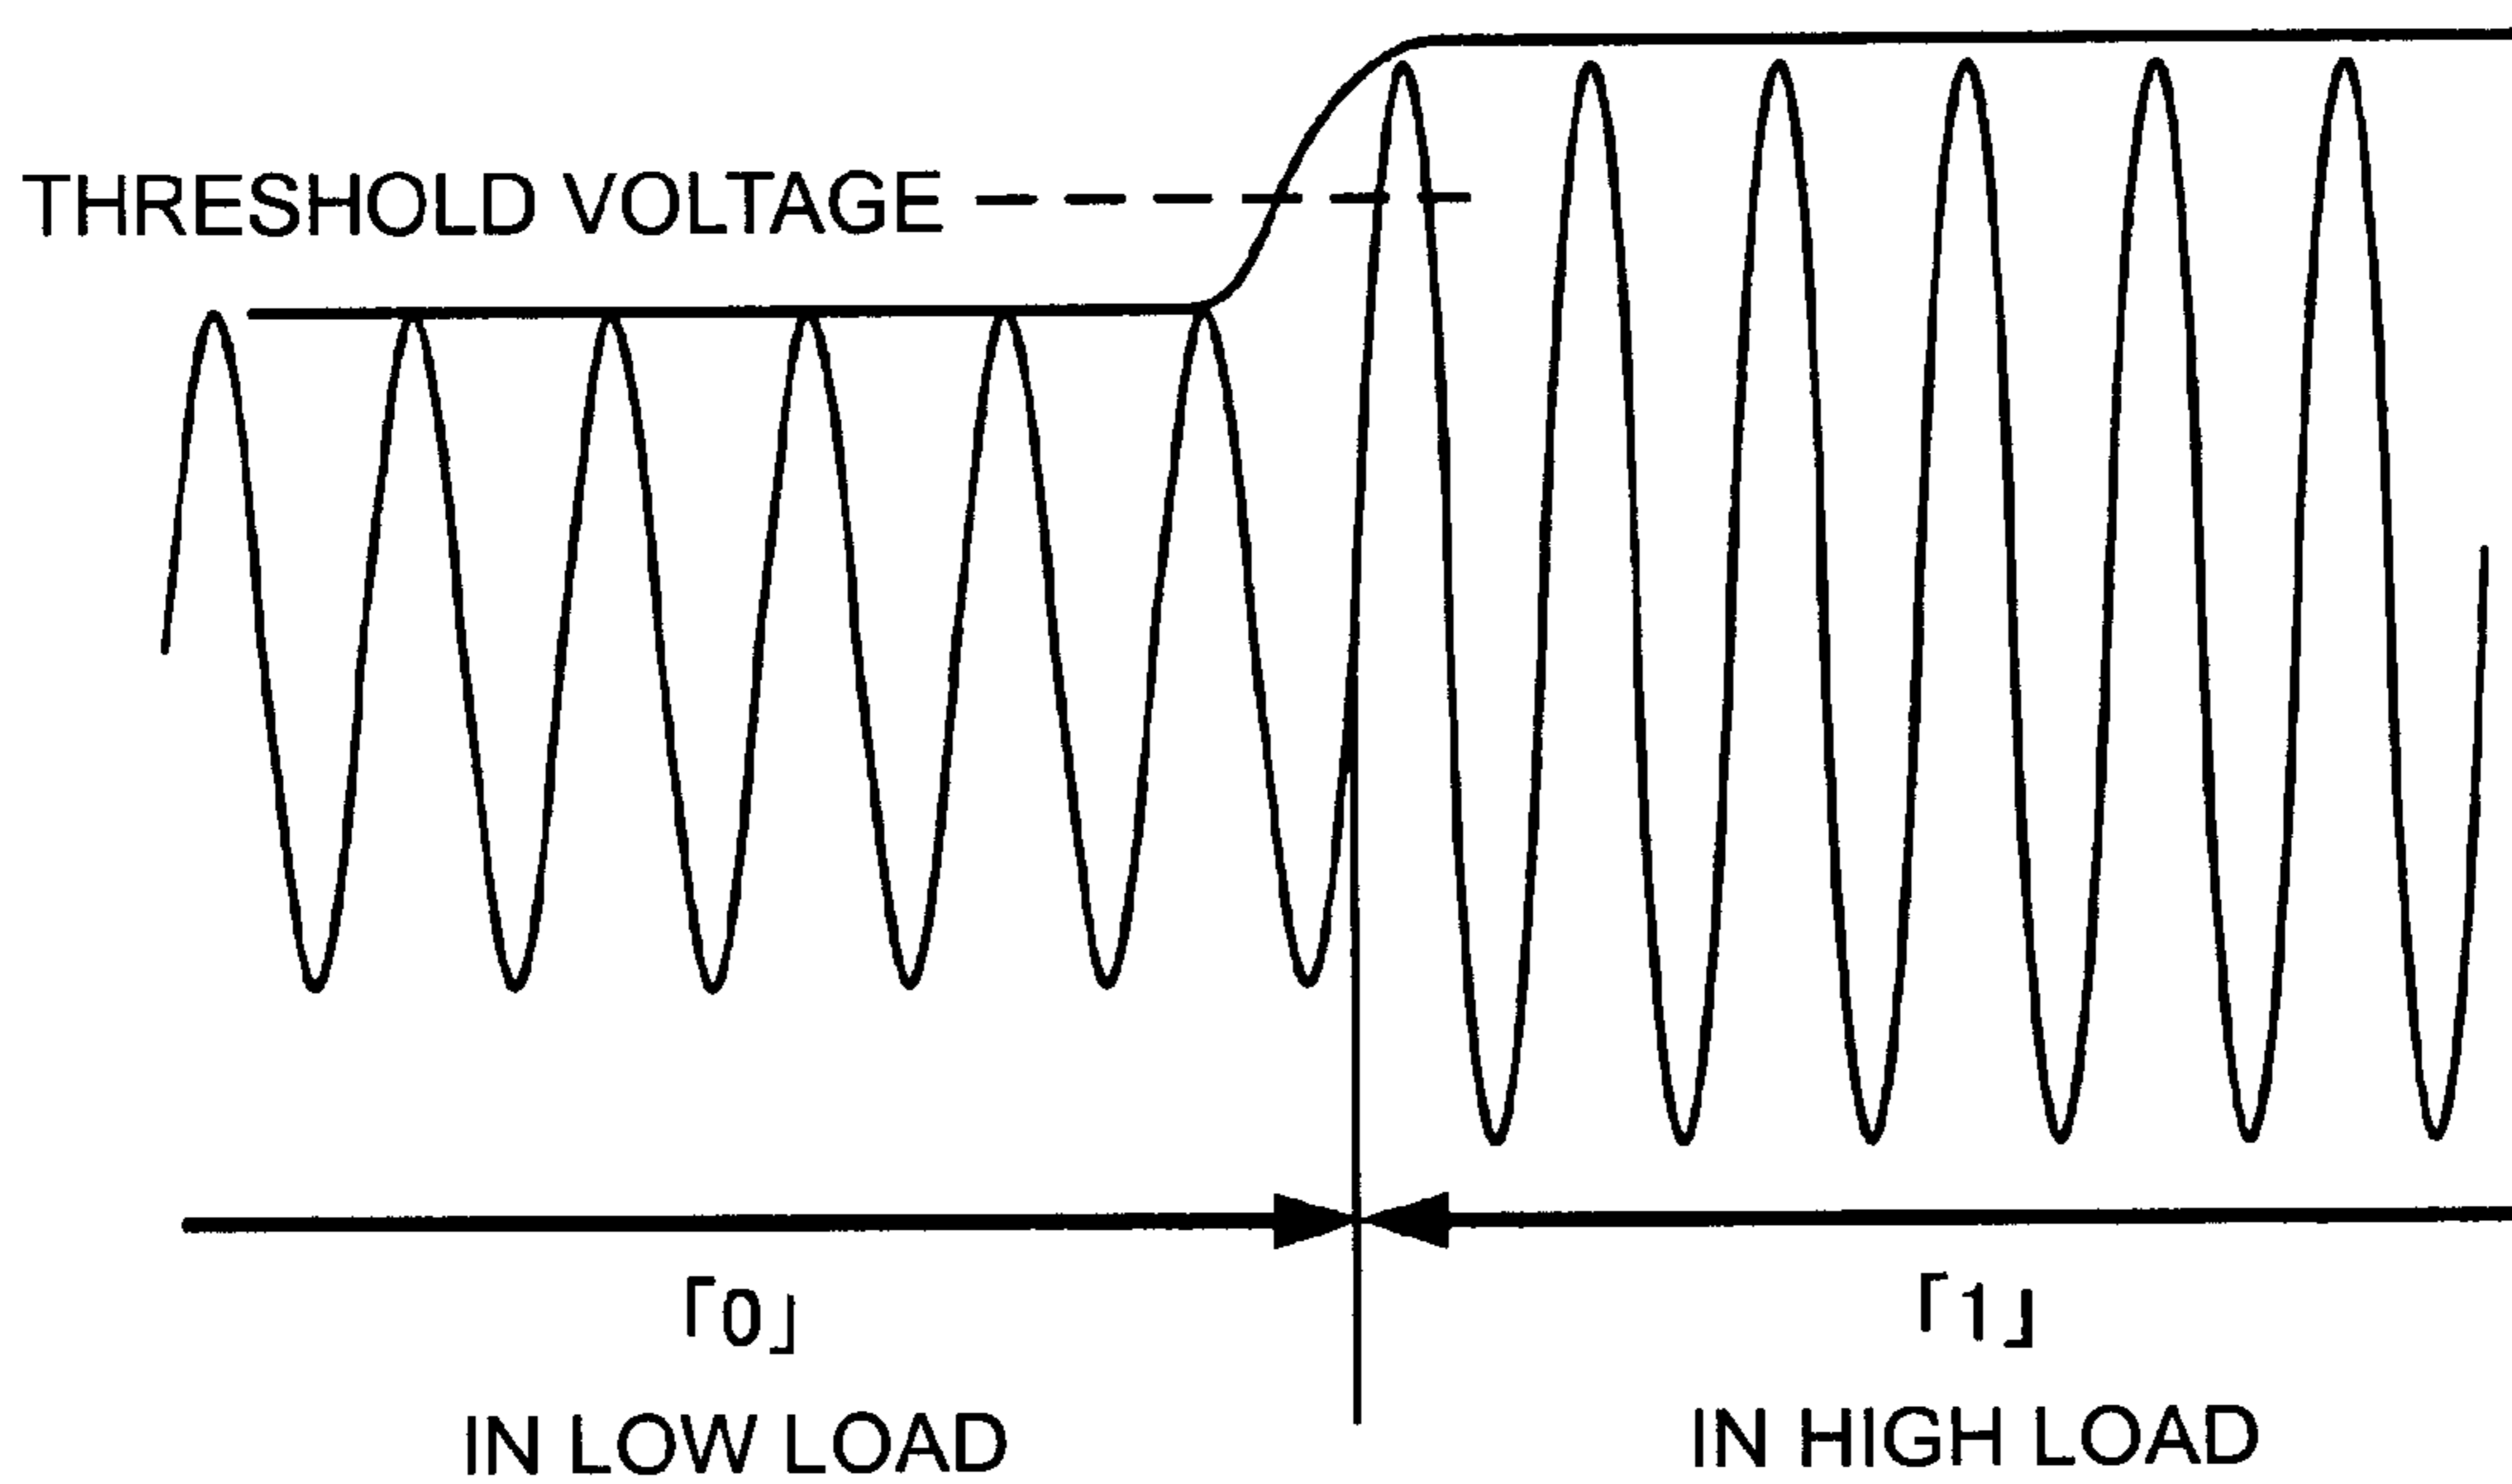 THRESHOLD VOLTAGE
「0」
「1」
IN LOW LOAD
IN HIGH LOAD